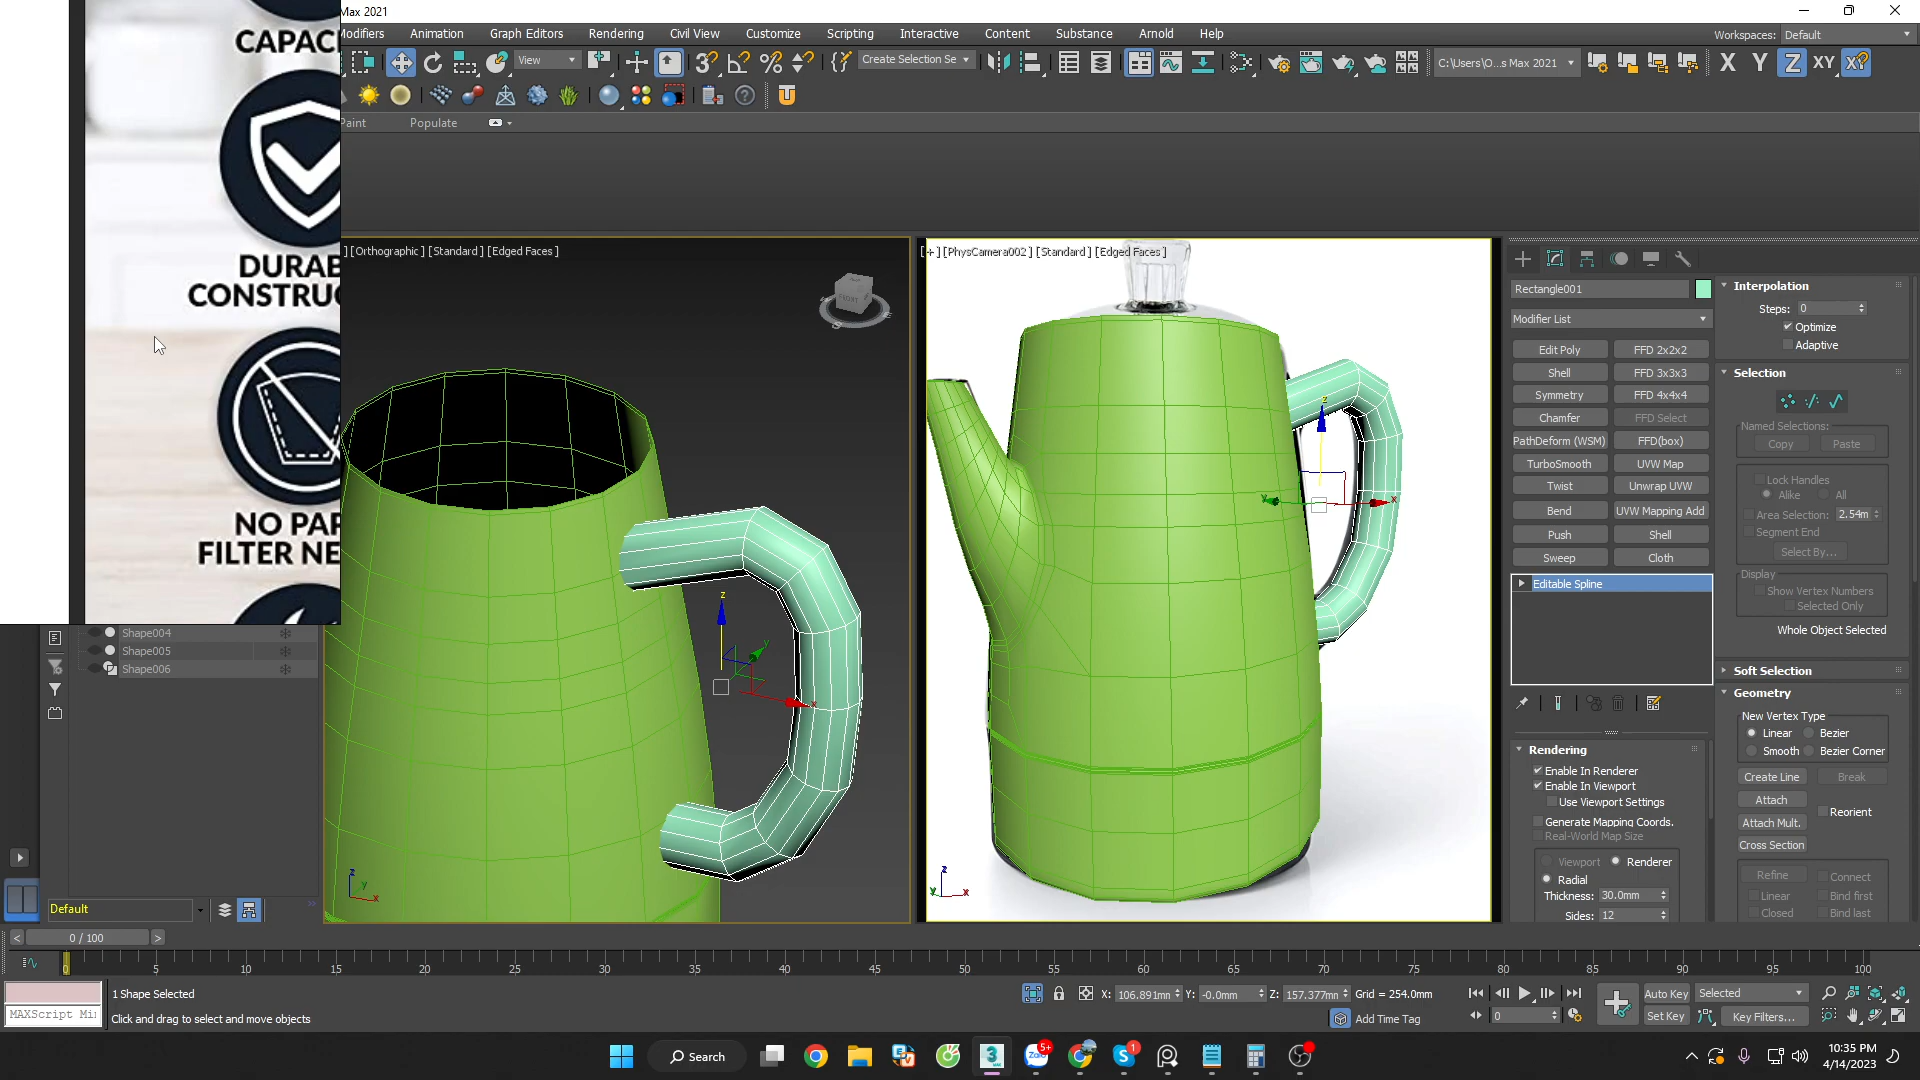 Max 2021
Modifiers
Animation
Graph Editors
Rendering
Civil View
Customize
Scripting
Interactive
Content
Substance
Arnold
Help
Workspaces: Default
View
Create Selection Se
C:\Users\O...s Max 2021
X
Y
Z
XY
Paint
Populate
DURAB
CONSTRU
NO PAP
FILTER NE
[Orthographic] [Standard] [Edged Faces]
[+] [PhysCamera002] [Standard] [Edged Faces]
FRONT
Rectangle001
Modifier List
Edit Poly
FFD 2x2x2
Shell
FFD 3x3x3
Symmetry
FFD 4x4x4
Chamfer
FFD Select
PathDeform (WSM)
FFD(box)
TurboSmooth
UVW Map
Twist
Unwrap UVW
Bend
UVW Mapping Add
Push
Shell
Sweep
Cloth
Editable Spline
Rendering
Enable In Renderer
Enable In Viewport
Use Viewport Settings
Generate Mapping Coords.
Real-World Map Size
Viewport
Renderer
Radial
Thickness: 30.0mm
Sides: 12
Interpolation
Steps: 0
Optimize
Adaptive
Selection
Named Selections:
Copy
Paste
Lock Handles
Alike
All
Area Selection: 2.54m
Segment End
Select By...
Display
Show Vertex Numbers
Selected Only
Whole Object Selected
Soft Selection
Geometry
New Vertex Type
Linear
Bezier
Smooth
Bezier Corner
Create Line
Break
Attach
Reorient
Attach Mult.
Cross Section
Refine
Connect
Linear
Bind first
Closed
Bind last
Shape004
Shape005
Shape006
Default
0 / 100
0
5
10
15
20
25
30
35
40
45
50
55
60
65
70
75
80
85
90
95
100
1 Shape Selected
MAXScript Mi
Click and drag to select and move objects
X: 106.891mn
Y: -0.0mm
Z: 157.377mn
Grid = 254.0mm
Add Time Tag
0
Auto Key
Selected
Set Key
Key Filters...
Search
5+
1
10:35 PM
4/14/2023